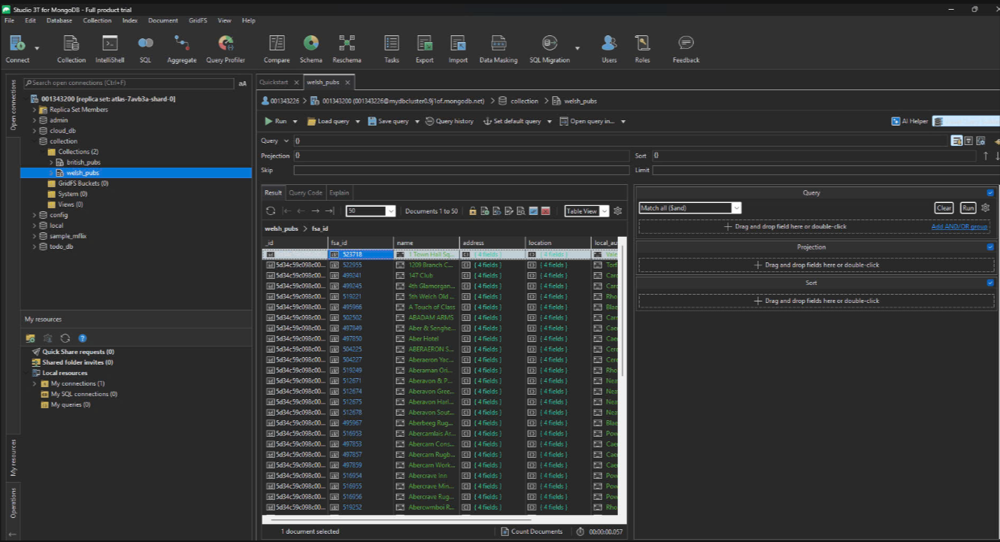 Studio 3T for MongoDB - Full product trial
File Edit Database Collection Index Document GridFS View Help
Connect Collection IntelliShell SQL Aggregate Query Profiler Compare Schema Reschema Tasks Export Import Data Masking SQL Migration Users Roles Feedback
Open connections
Search open connections (Ctrl+F) aA
001343200 [replica set: atlas-7avb3a-shard-0]
Replica Set Members
admin
cloud_db
collection
Collections (2)
british_pubs
welsh_pubs
GridFS Buckets (0)
System (0)
Views (0)
config
local
sample_mflix
todo_db
My resources
Quick Share requests (0)
Shared folder invites (0)
Local resources
My connections (1)
My SQL connections (0)
My queries (0)
My resources
Operations
Quickstart welsh_pubs
001343226 001343200 (001343226@mydbcluster0.9j1of.mongodb.net) collection welsh_pubs
Run Load query Save query Query history Set default query Open query in... AI Helper
Query {}
Projection {} Sort {}
Skip Limit
Result Query Code Explain
50 Documents 1 to 50 Table View
welsh_pubs > fsa_id
_id fsa_id name address location local_au
523718 1 Town Hall Sq... { 4 fields } { 4 fields } Vale
5d34c59c098c00... 522955 1209 Branch C... { 4 fields } { 4 fields } Torf
5d34c59c098c00... 499241 147 Club { 4 fields } { 4 fields } Car
5d34c59c098c00... 499245 4th Glamorgan... { 4 fields } { 4 fields } Car
5d34c59c098c00... 519221 5th Welch Old ... { 4 fields } { 4 fields } Rho
5d34c59c098c00... 495966 A Touch of Class { 4 fields } { 4 fields } Blae
5d34c59c098c00... 502502 ABADAM ARMS { 4 fields } { 4 fields } Carr
5d34c59c098c00... 497849 Aber & Senghe... { 4 fields } { 4 fields } Cae
5d34c59c098c00... 497850 Aber Hotel { 4 fields } { 4 fields } Cae
5d34c59c098c00... 504225 ABERAERON S... { 4 fields } { 4 fields } Cere
5d34c59c098c00... 504227 Aberaeron Yac... { 4 fields } { 4 fields } Cere
5d34c59c098c00... 519249 Aberaman Ori... { 4 fields } { 4 fields } Rho
5d34c59c098c00... 512671 Aberavon & P... { 4 fields } { 4 fields } Nea
5d34c59c098c00... 512674 Aberavon Gree... { 4 fields } { 4 fields } Nea
5d34c59c098c00... 512675 Aberavon Harl... { 4 fields } { 4 fields } Nea
5d34c59c098c00... 512678 Aberavon Sout... { 4 fields } { 4 fields } Nea
5d34c59c098c00... 495967 Aberbeeg Rug... { 4 fields } { 4 fields } Blae
5d34c59c098c00... 516953 Abercamlais Ar... { 4 fields } { 4 fields } Pow
5d34c59c098c00... 497853 Abercarn Cons... { 4 fields } { 4 fields } Cae
5d34c59c098c00... 497857 Abercarn Rugb... { 4 fields } { 4 fields } Cae
5d34c59c098c00... 497859 Abercarn Work... { 4 fields } { 4 fields } Cae
5d34c59c098c00... 516954 Abercrave Inn { 4 fields } { 4 fields } Pow
5d34c59c098c00... 516955 Abercrave Min... { 4 fields } { 4 fields } Pow
5d34c59c098c00... 516956 Abercrave Rug... { 4 fields } { 4 fields } Pow
5d34c59c098c00... 519252 Abercwmboi R... { 4 fields } { 4 fields } Rho
1 document selected Count Documents 00:00:00.057
Query
Match all ($and) Clear Run
Drag and drop field here or double-click Add AND/OR group
Projection
Drag and drop fields here or double-click
Sort
Drag and drop fields here or double-click